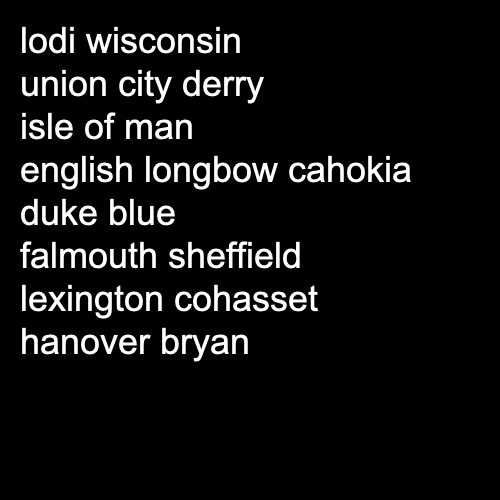 lodi wisconsin
union city derry
isle of man
english longbow cahokia
duke blue
falmouth sheffield
lexington cohasset
hanover bryan